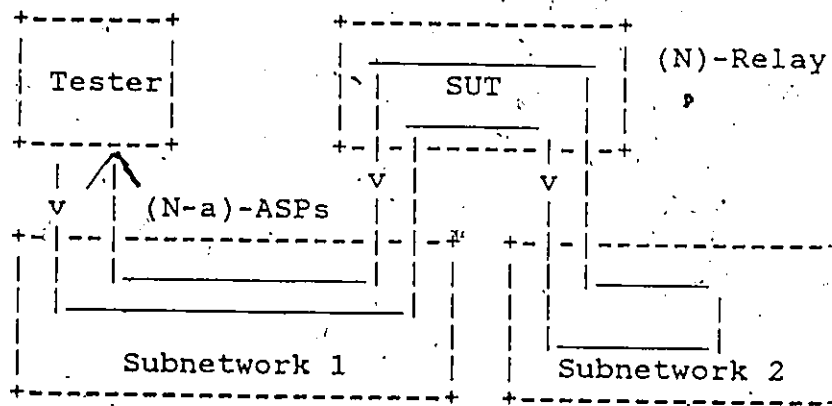 (N)-Relay
Tester
SUT
(N-a)-ASPs
Subnetwork 1
Subnetwork 2